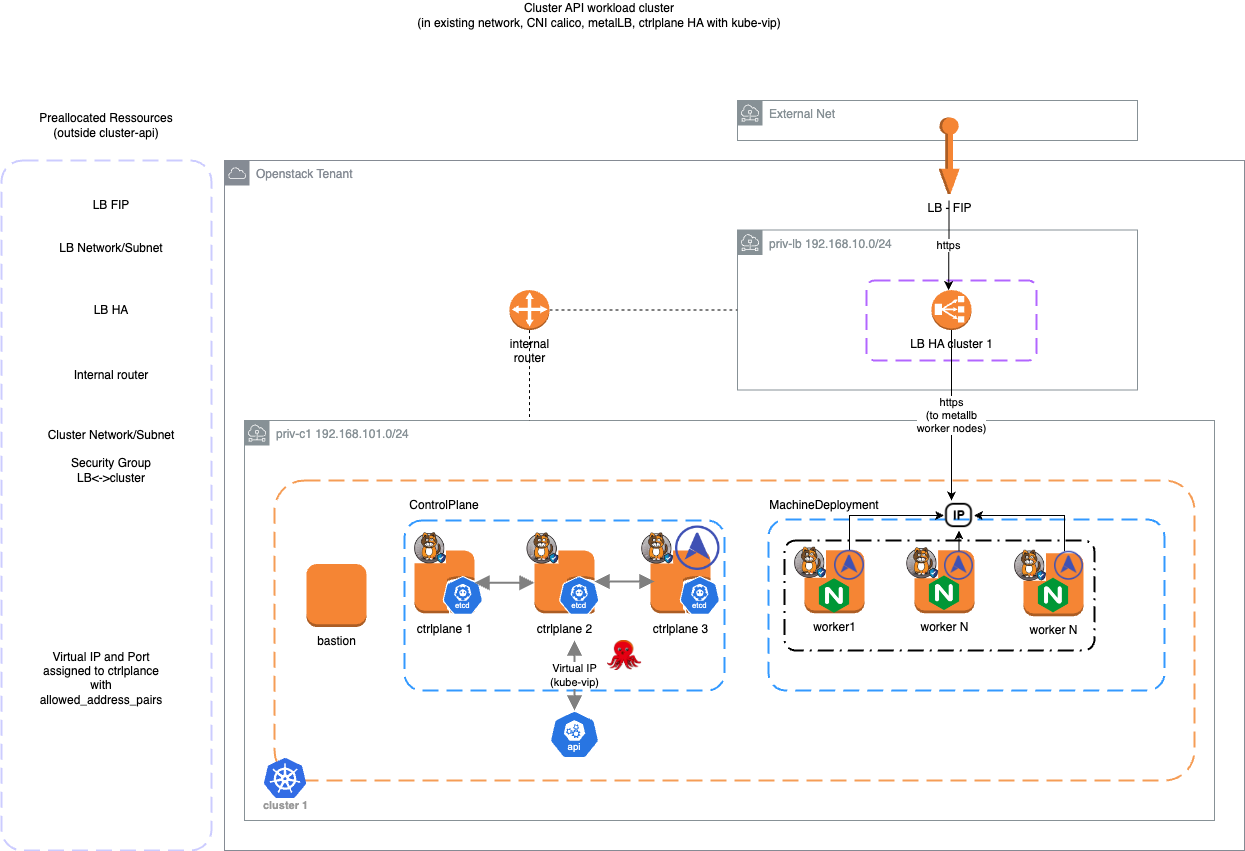 Cluster API workload cluster
(in existing network, CNI calico, metalLB, ctrlplane HA with kube-vip)
Preallocated Ressources
(outside cluster-api)
LB FIP
LB Network/Subnet
LB HA
Internal router
Cluster Network/Subnet
Security Group
LB<->cluster
Virtual IP and Port
assigned to ctrlplance
with
allowed_address_pairs
External Net
Openstack Tenant
LB - FIP
priv-lb 192.168.10.0/24
https
LB HA cluster 1
internal
router
https
(to metallb
worker nodes)
priv-c1 192.168.101.0/24
ControlPlane
MachineDeployment
IP
bastion
etcd
etcd
etcd
ctrlplane 1
ctrlplane 2
ctrlplane 3
N
N
N
worker1
worker N
worker N
Virtual IP
(kube-vip)
api
cluster 1